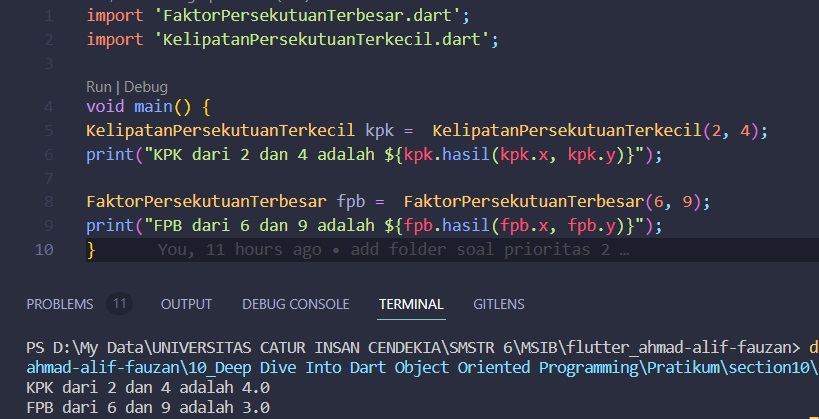 1 import 'FaktorPersekutuanTerbesar.dart';
2 import 'KelipatanPersekutuanTerkecil.dart';
3
Run | Debug
4 void main() {
5 KelipatanPersekutuanTerkecil kpk =  KelipatanPersekutuanTerkecil(2, 4);
6 print("KPK dari 2 dan 4 adalah ${kpk.hasil(kpk.x, kpk.y)}");
7
8 FaktorPersekutuanTerbesar fpb =  FaktorPersekutuanTerbesar(6, 9);
9 print("FPB dari 6 dan 9 adalah ${fpb.hasil(fpb.x, fpb.y)}");
10 } You, 11 hours ago • add folder soal prioritas 2 …
PROBLEMS 11 OUTPUT DEBUG CONSOLE TERMINAL GITLENS
PS D:\My Data\UNIVERSITAS CATUR INSAN CENDEKIA\SMSTR 6\MSIB\flutter_ahmad-alif-fauzan> d
ahmad-alif-fauzan\10_Deep Dive Into Dart Object Oriented Programming\Pratikum\section10\
KPK dari 2 dan 4 adalah 4.0
FPB dari 6 dan 9 adalah 3.0